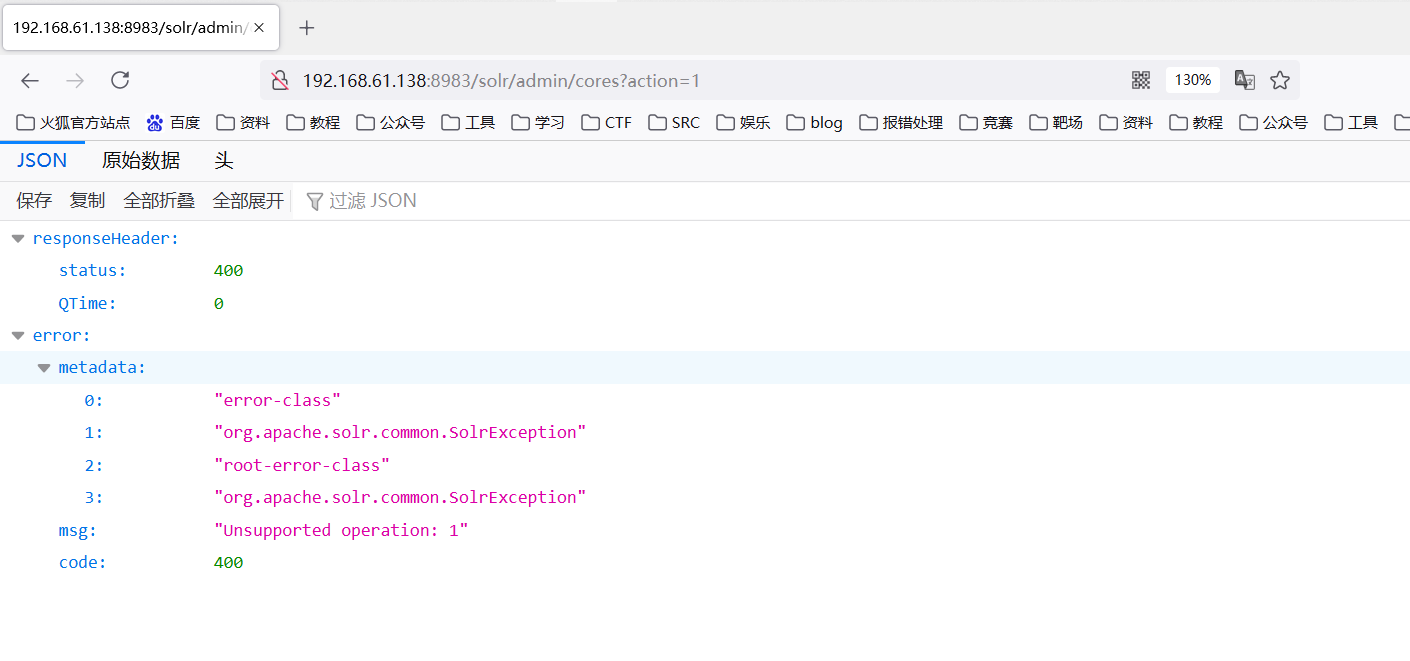 192.168.61.138:8983/solr/admin/
192.168.61.138:8983/solr/admin/cores?action=1 130%
火狐官方站点 百度 资料 教程 公众号 工具 学习 CTF SRC 娱乐 blog 报错处理 竞赛 靶场 资料 教程 公众号 工具
JSON 原始数据 头
保存 复制 全部折叠 全部展开 过滤 JSON
responseHeader:
status: 400
QTime: 0
error:
metadata:
0: "error-class"
1: "org.apache.solr.common.SolrException"
2: "root-error-class"
3: "org.apache.solr.common.SolrException"
msg: "Unsupported operation: 1"
code: 400